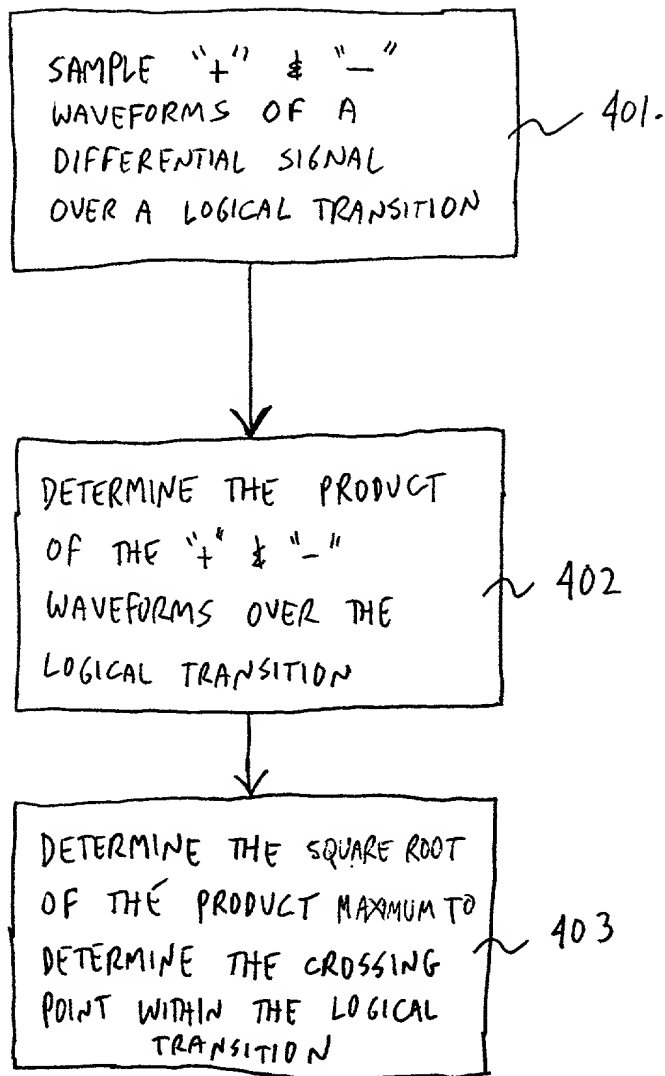 SAMPLE "+" & "-"
WAVEFORMS OF A
DIFFERENTIAL SIGNAL
OVER A LOGICAL TRANSITION
401.
DETERMINE THE PRODUCT
OF THE "+" & "-"
WAVEFORMS OVER THE
LOGICAL TRANSITION
402
DETERMINE THE SQUARE ROOT
OF THE PRODUCT MAXIMUM TO
DETERMINE THE CROSSING
POINT WITHIN THE LOGICAL
TRANSITION
403